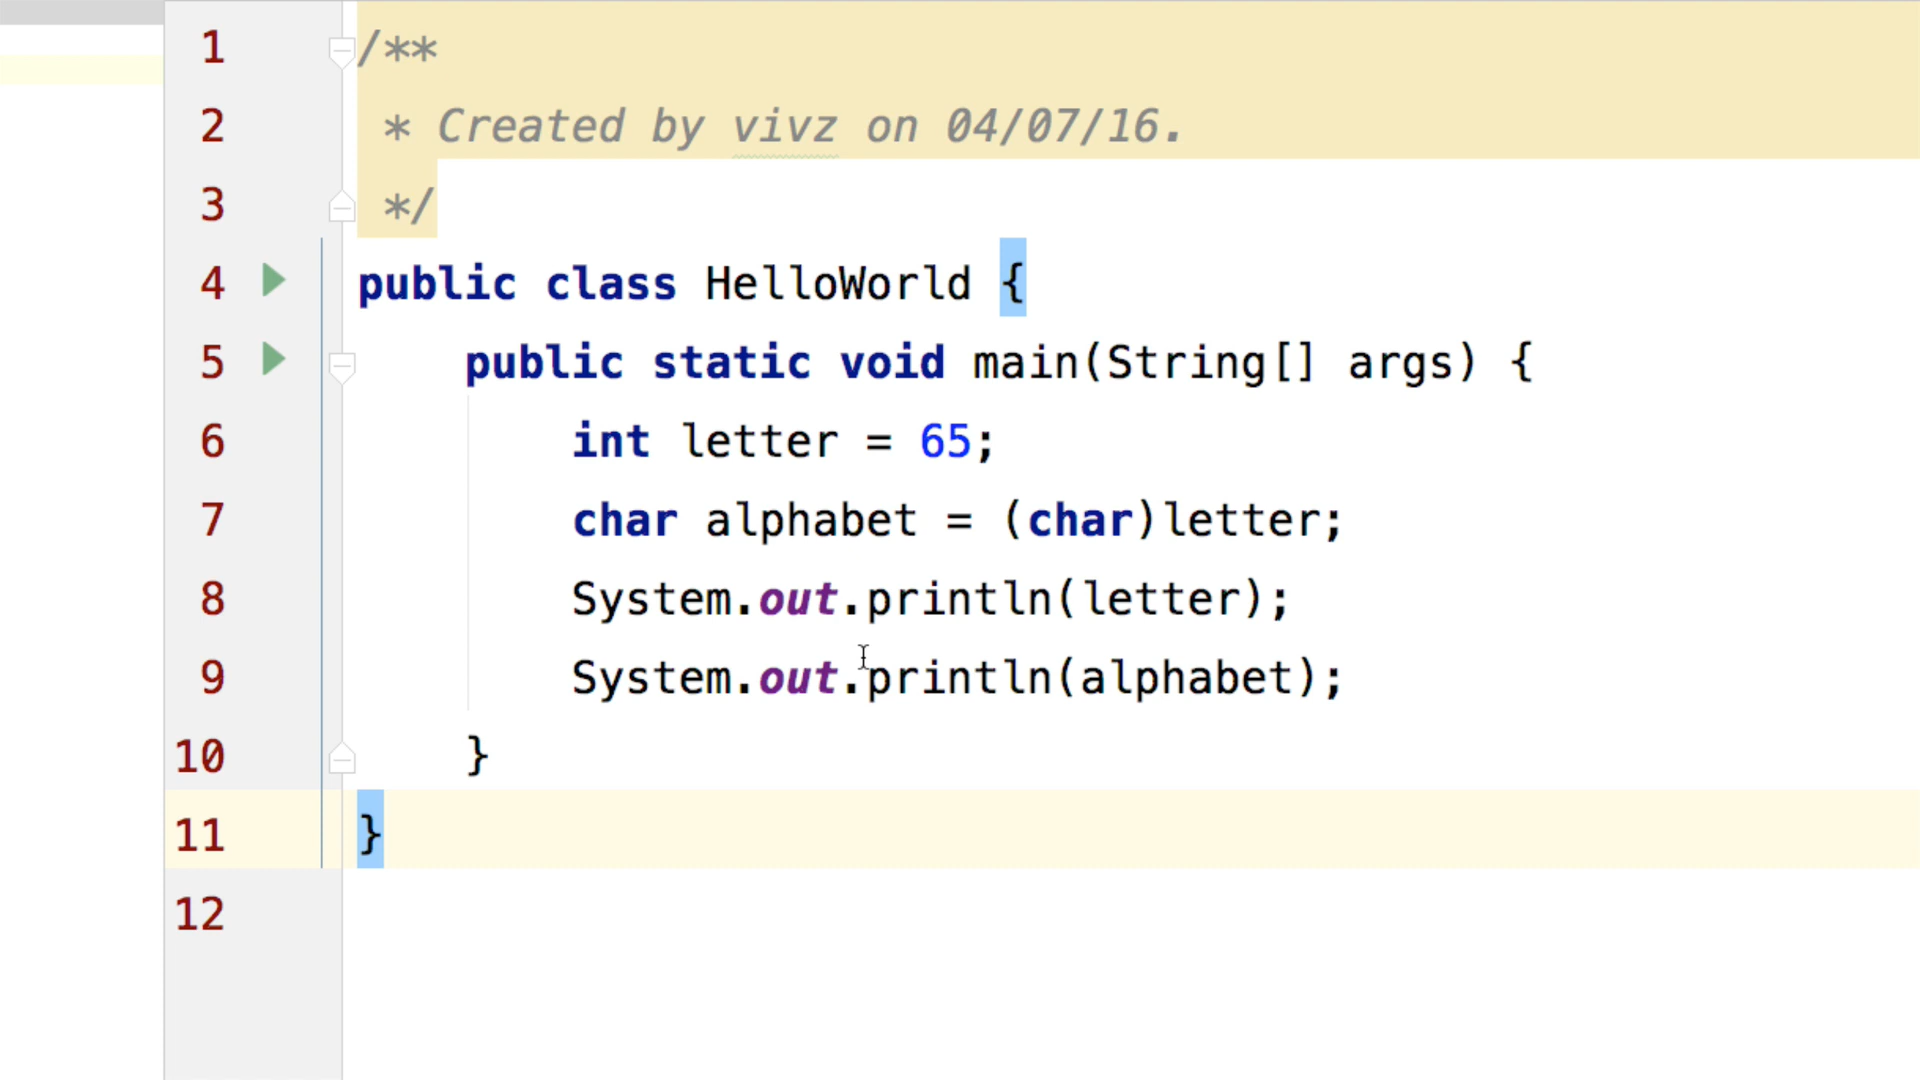 1 /**
2 * Created by vivz on 04/07/16.
3 */
4 public class HelloWorld {
5 public static void main(String[] args) {
6 int letter = 65;
7 char alphabet = (char)letter;
8 System.out.println(letter);
9 System.out.println(alphabet);
10 }
11 }
12